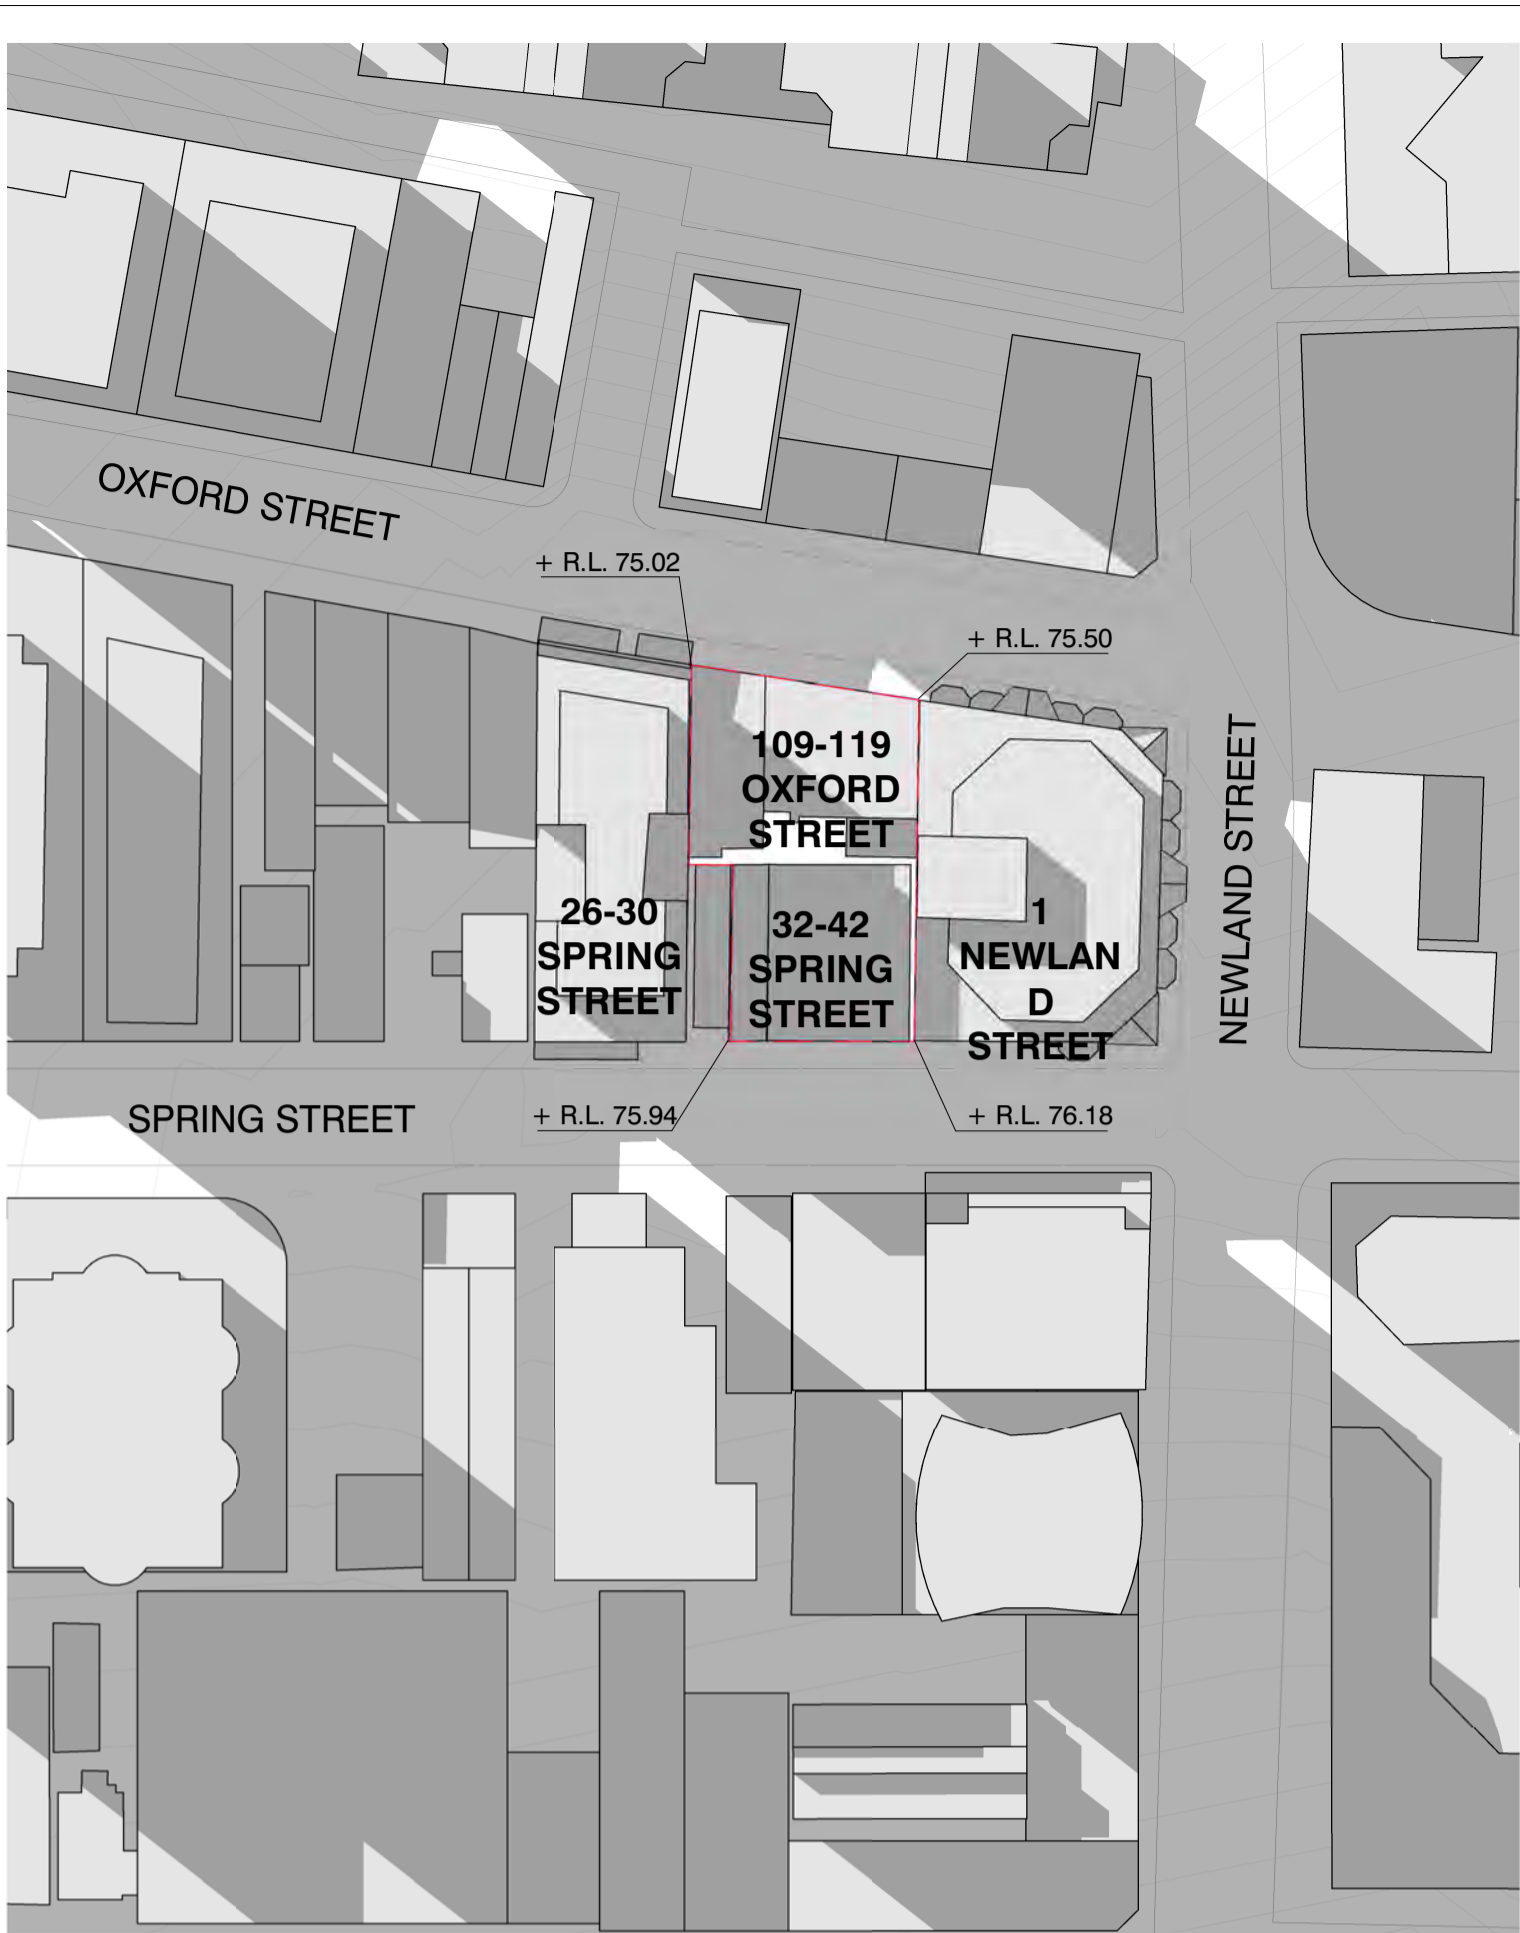 OXFORD STREET
+ R.L. 75.02
+ R.L. 75.50
109-119
OXFORD
STREET
NEWLAND STREET
26-30
SPRING
STREET
32-42
SPRING
STREET
1
NEWLAN
D
STREET
SPRING STREET
+ R.L. 75.94
+ R.L. 76.18